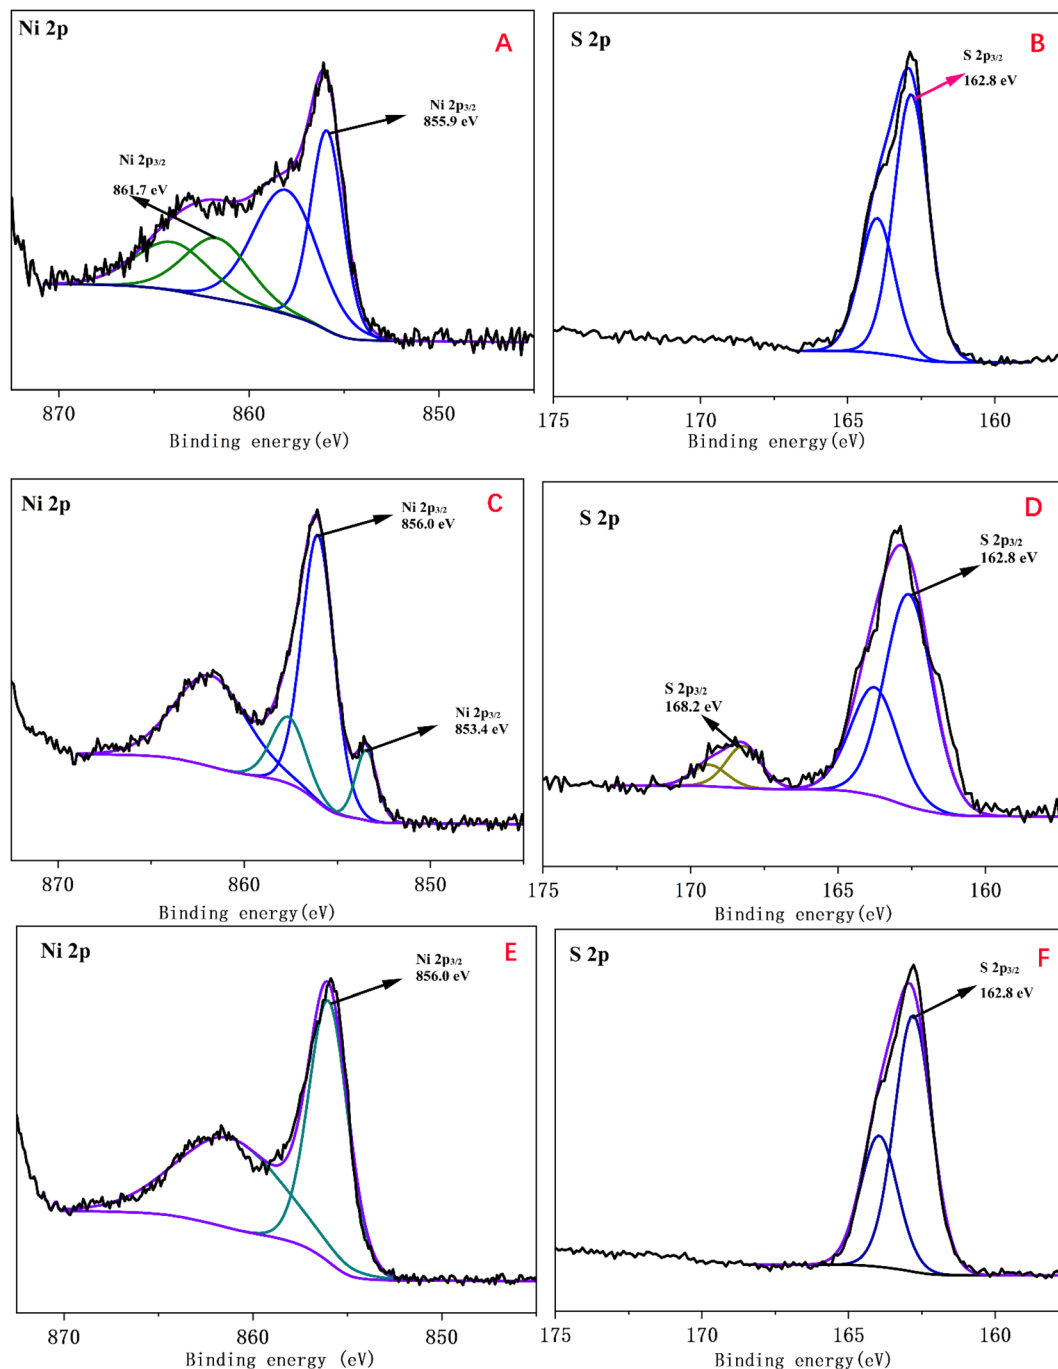 Ni 2p
A
Ni 2p3/2
855.9 eV
Ni 2p3/2
861.7 eV
870
860
850
Binding energy(eV)
S 2p
B
S 2p3/2
162.8 eV
175
170
165
160
Binding energy(eV)
Ni 2p
C
Ni 2p3/2
856.0 eV
Ni 2p3/2
853.4 eV
870
860
850
Binding energy(eV)
S 2p
D
S 2p3/2
162.8 eV
S 2p3/2
168.2 eV
175
170
165
160
Binding energy(eV)
Ni 2p
E
Ni 2p3/2
856.0 eV
870
860
850
Binding energy (eV)
S 2p
F
S 2p3/2
162.8 eV
175
170
165
160
Binding energy(eV)